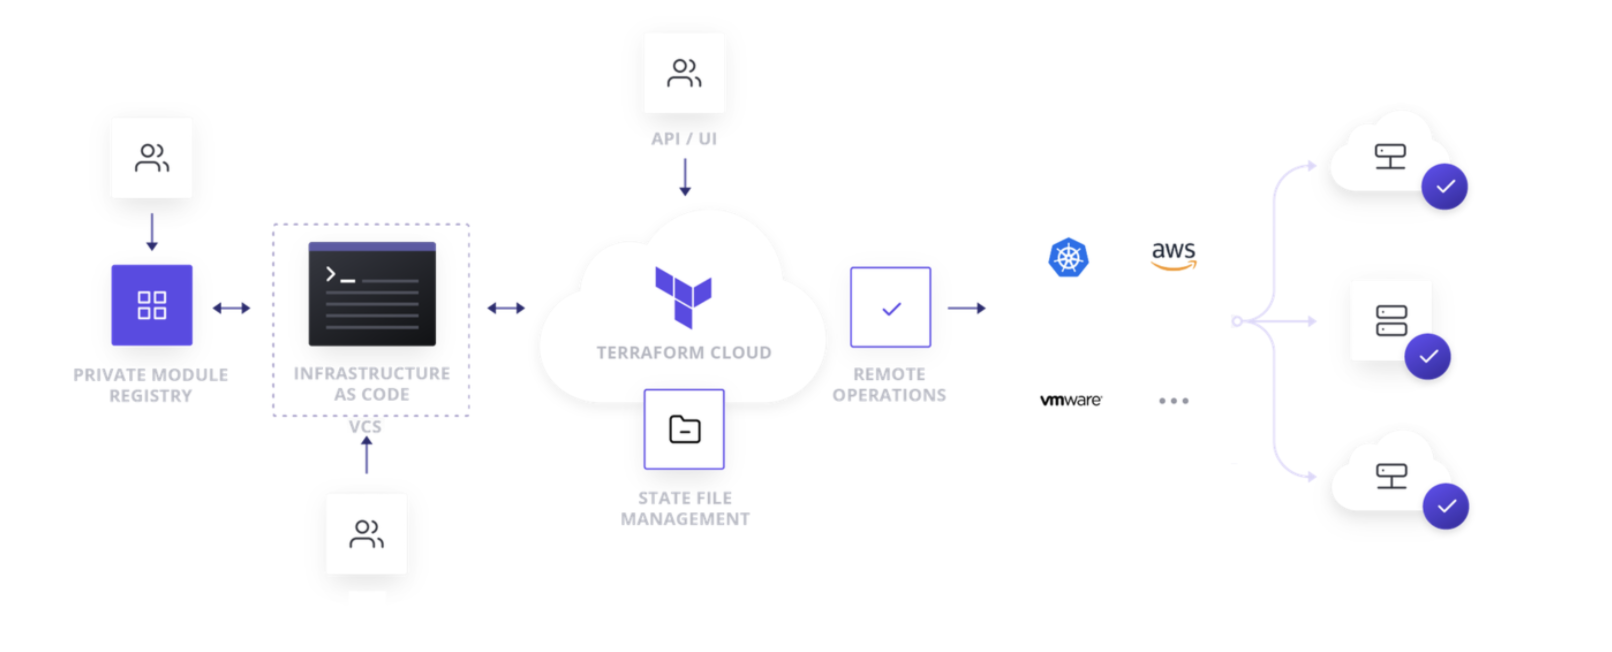 API / UI
PRIVATE MODULE
REGISTRY
INFRASTRUCTURE
AS CODE
VCS
TERRAFORM CLOUD
STATE FILE
MANAGEMENT
REMOTE
OPERATIONS
aws
vmware